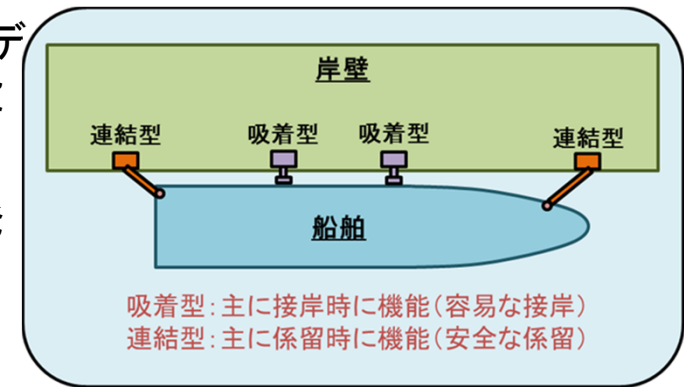 デ
岸壁
連結型
吸着型
吸着型
連結型
船舶
吸着型：主に接岸時に機能（容易な接岸）
連結型：主に係留時に機能（安全な係留）